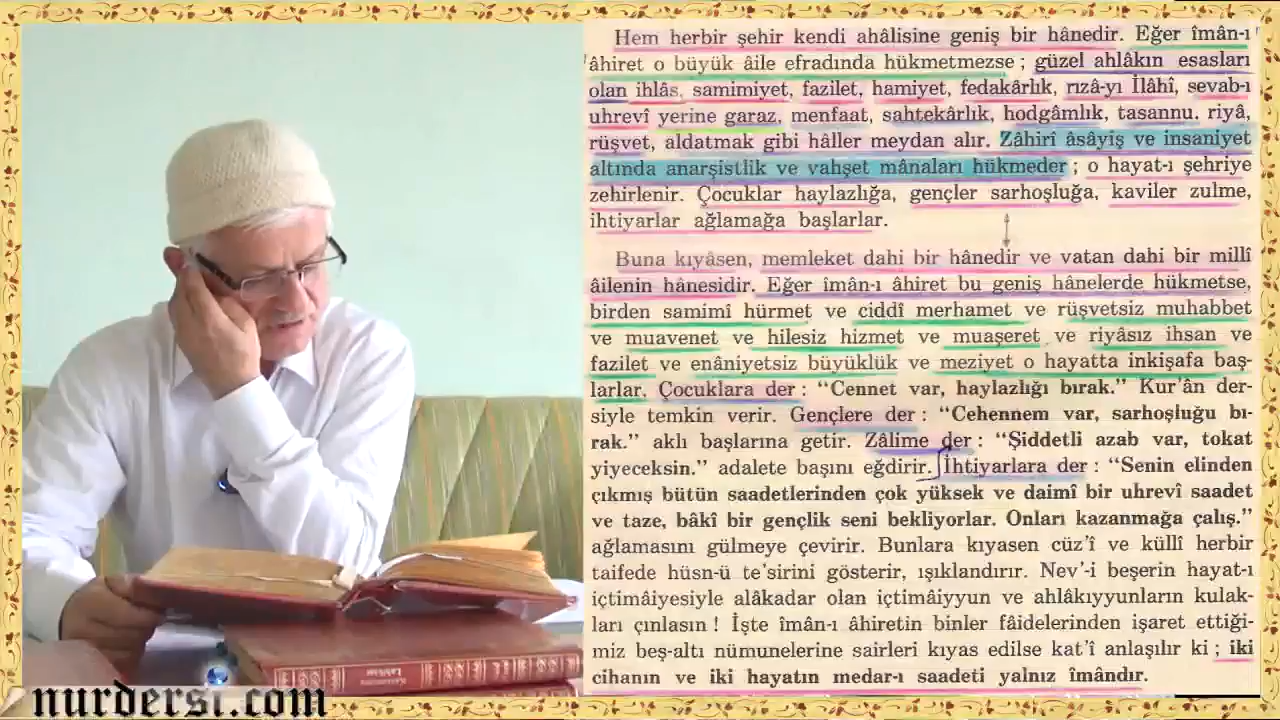 Hem herbir şehir kendi ahâlisine geniş bir hânedir. Eğer îmân-ı
âhiret o büyük âile efradında hükmetmezse ; güzel ahlâkın esasları
olan ihlâs, samimiyet, fazilet, hamiyet, fedakârlık, rızâ-yı İlâhî, sevab-ı
uhrevî yerine garaz, menfaat, sahtekârlık, hodgâmlık, tasannu, riyâ,
rüşvet, aldatmak gibi hâller meydan alır. Zâhirî âsâyiş ve insaniyet
altında anarşistlik ve vahşet mânaları hükmeder ; o hayat-ı şehriye
zehirlenir. Çocuklar haylazlığa, gençler sarhoşluğa, kaviler zulme,
ihtiyarlar ağlamağa başlarlar.
Buna kıyâsen, memleket dahi bir hânedir ve vatan dahi bir millî
âilenin hânesidir. Eğer îmân-ı âhiret bu geniş hânelerde hükmetse,
birden samimî hürmet ve ciddî merhamet ve rüşvetsiz muhabbet
ve muavenet ve hilesiz hizmet ve muaşeret ve riyâsız ihsan ve
fazilet ve enâniyetsiz büyüklük ve meziyet o hayatta inkişafa baş-
larlar. Çocuklara der : “Cennet var, haylazlığı bırak.” Kur’ân der-
siyle temkin verir. Gençlere der : “Cehennem var, sarhoşluğu bı-
rak.” aklı başlarına getir. Zâlime der : “Şiddetli azab var, tokat
yiyeceksin.” adalete başını eğdirir. İhtiyarlara der : “Senin elinden
çıkmış bütün saadetlerinden çok yüksek ve daimî bir uhrevî saadet
ve taze, bâkî bir gençlik seni bekliyorlar. Onları kazanmağa çalış.”
ağlamasını gülmeye çevirir. Bunlara kıyasen cüz’î ve küllî herbir
taifede hüsn-ü te’sirini gösterir, ışıklandırır. Nev’-i beşerin hayat-ı
içtimâiyesiyle alâkadar olan içtimâiyyun ve ahlâkıyyunların kulak-
ları çınlasın ! İşte îmân-ı âhiretin binler fâidelerinden işaret ettiği-
miz beş-altı nümunelerine sairleri kıyas edilse kat’î anlaşılır ki ; iki
cihanın ve iki hayatın medar-ı saadeti yalnız îmândır.
nurdersi.com